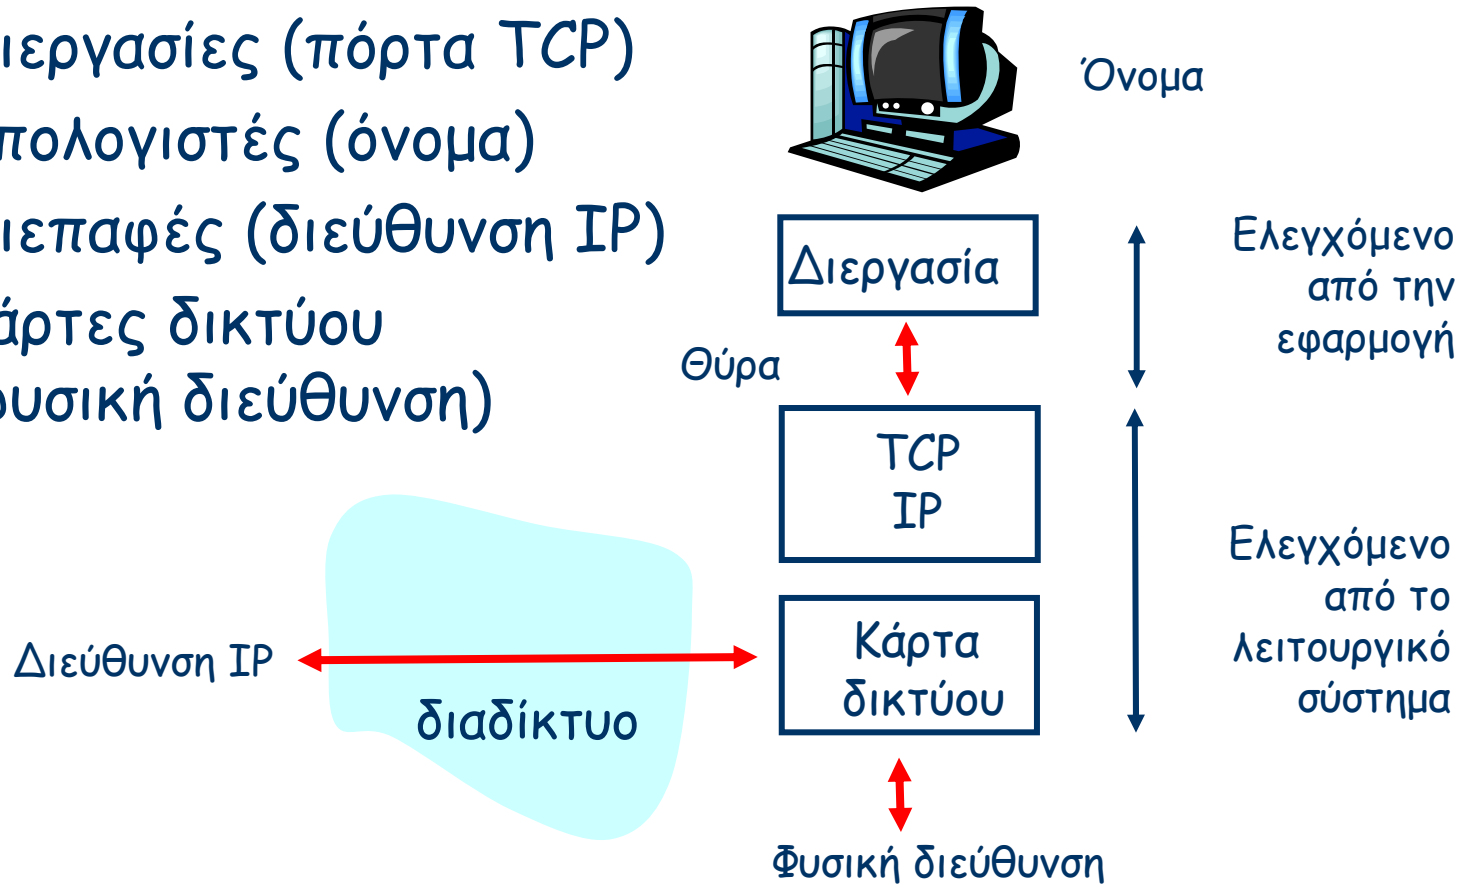 ιεργασίες (πόρτα TCP)
πολογιστές (όνομα)
ιεπαφές (διεύθυνση IP)
άρτες δικτύου
φυσική διεύθυνση)
Όνομα
Διεργασία
Ελεγχόμενο
από την
εφαρμογή
Θύρα
TCP
IP
Ελεγχόμενο
από το
λειτουργικό
σύστημα
Κάρτα
δικτύου
Διεύθυνση IP
διαδίκτυο
Φυσική διεύθυνση